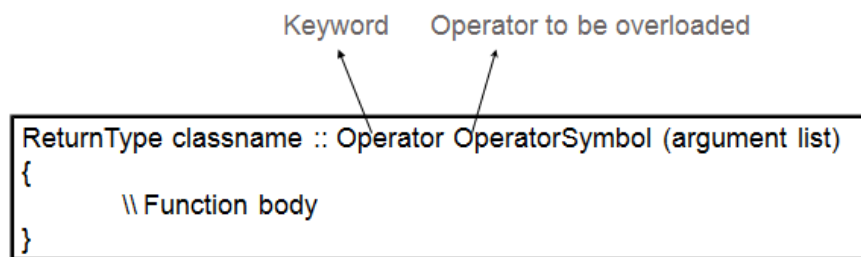 Keyword Operator to be overloaded
ReturnType classname :: Operator OperatorSymbol (argument list)
{
\\ Function body
}